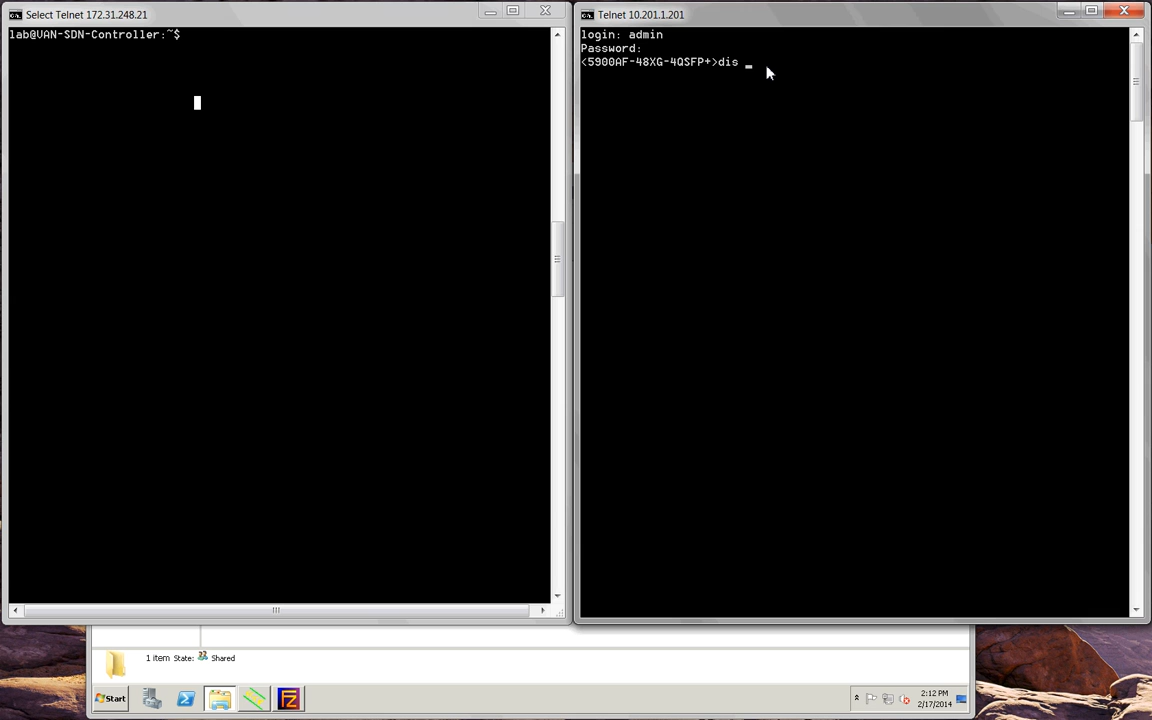 Select Telnet 172.31.248.21
lab@VAN-SDN-Controller:~$
Telnet 10.201.1.201
login: admin
Password:
<5900AF-48XG-4QSFP+>dis _
1 item State: Shared
Start
2:12 PM
2/17/2014